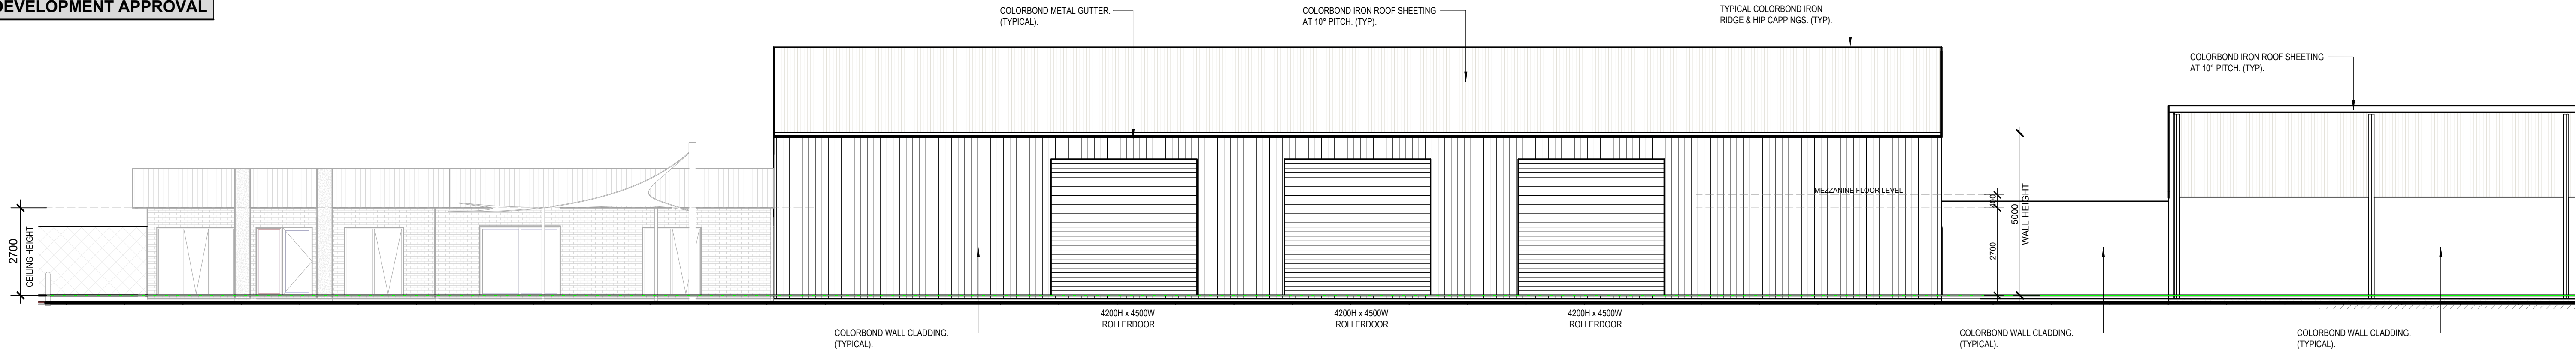 DEVELOPMENT APPROVAL
COLORBOND METAL GUTTER.
(TYPICAL).
COLORBOND IRON ROOF SHEETING
AT 10° PITCH. (TYP).
TYPICAL COLORBOND IRON
RIDGE & HIP CAPPINGS. (TYP).
COLORBOND IRON ROOF SHEETING
AT 10° PITCH. (TYP).
MEZZANINE FLOOR LEVEL
400
2700
5000
WALL HEIGHT
2700
CEILING HEIGHT
4200H x 4500W
ROLLERDOOR
4200H x 4500W
ROLLERDOOR
4200H x 4500W
ROLLERDOOR
COLORBOND WALL CLADDING.
(TYPICAL).
COLORBOND WALL CLADDING.
(TYPICAL).
COLORBOND WALL CLADDING.
(TYPICAL).